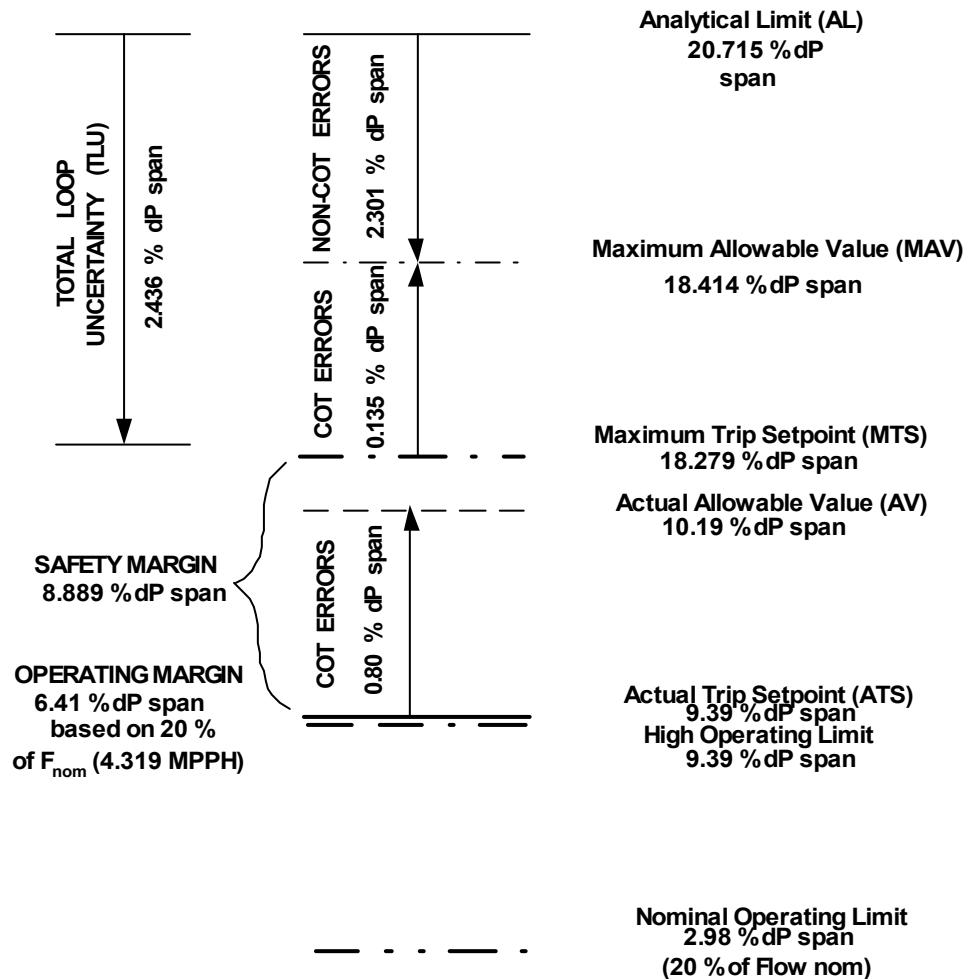 Analytical Limit (AL)
20.715 %dP
span
TOTAL LOOP
UNCERTAINTY (TLU)
2.436 % dP span
NON-COT ERRORS
2.301 % dP span
Maximum Allowable Value (MAV)
18.414 %dP span
COT ERRORS
0.135 % dP span
Maximum Trip Setpoint (MTS)
18.279 %dP span
Actual Allowable Value (AV)
10.19 %dP span
SAFETY MARGIN
8.889 %dP span
COT ERRORS
0.80 % dP span
OPERATING MARGIN
6.41 %dP span
based on 20 %
of Fnom (4.319 MPPH)
Actual Trip Setpoint (ATS)
9.39 %dP span
High Operating Limit
9.39 %dP span
Nominal Operating Limit
2.98 %dP span
(20 % of Flow nom)